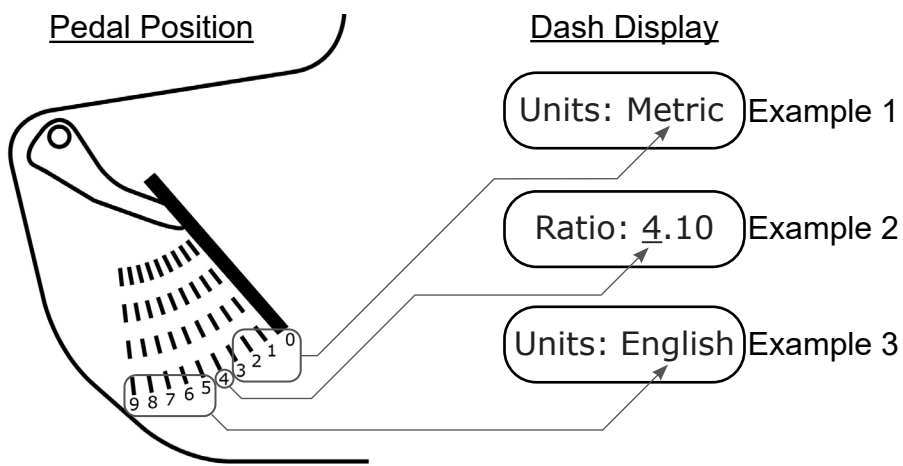 Pedal Position
Dash Display
Units: Metric
Example 1
Ratio: 4.10
Example 2
Units: English
Example 3
9 8 7 6 5 4 3 2 1 0